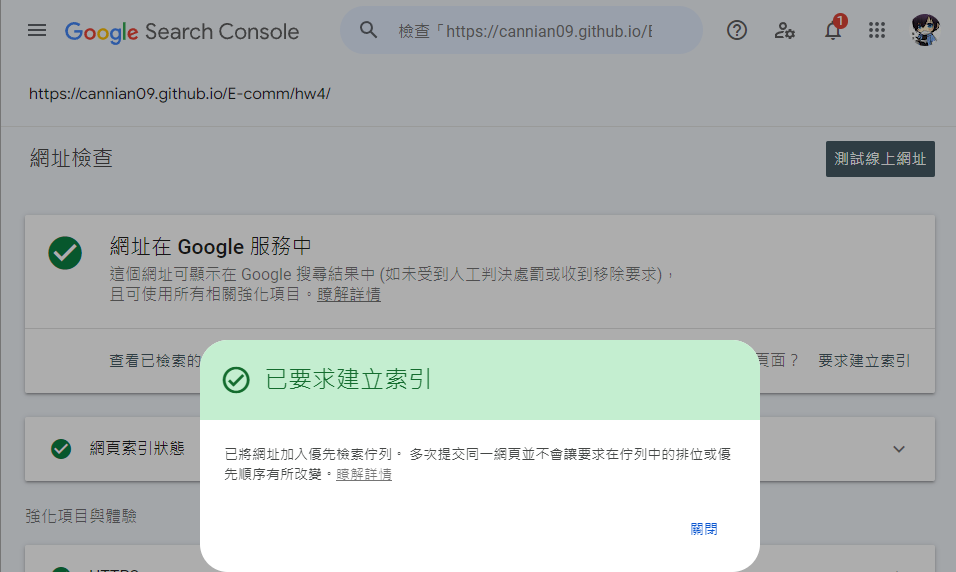 Google Search Console
檢查「https://cannian09.github.io/E
1
https://cannian09.github.io/E-comm/hw4/
網址檢查
測試線上網址
網址在 Google 服務中
這個網址可顯示在 Google 搜尋結果中 (如未受到人工判決處罰或收到移除要求)，
且可使用所有相關強化項目。瞭解詳情
查看已檢索的
頁面？
要求建立索引
已要求建立索引
網頁索引狀態
已將網址加入優先檢索佇列。 多次提交同一網頁並不會讓要求在佇列中的排位或優
先順序有所改變。瞭解詳情
強化項目與體驗
關閉